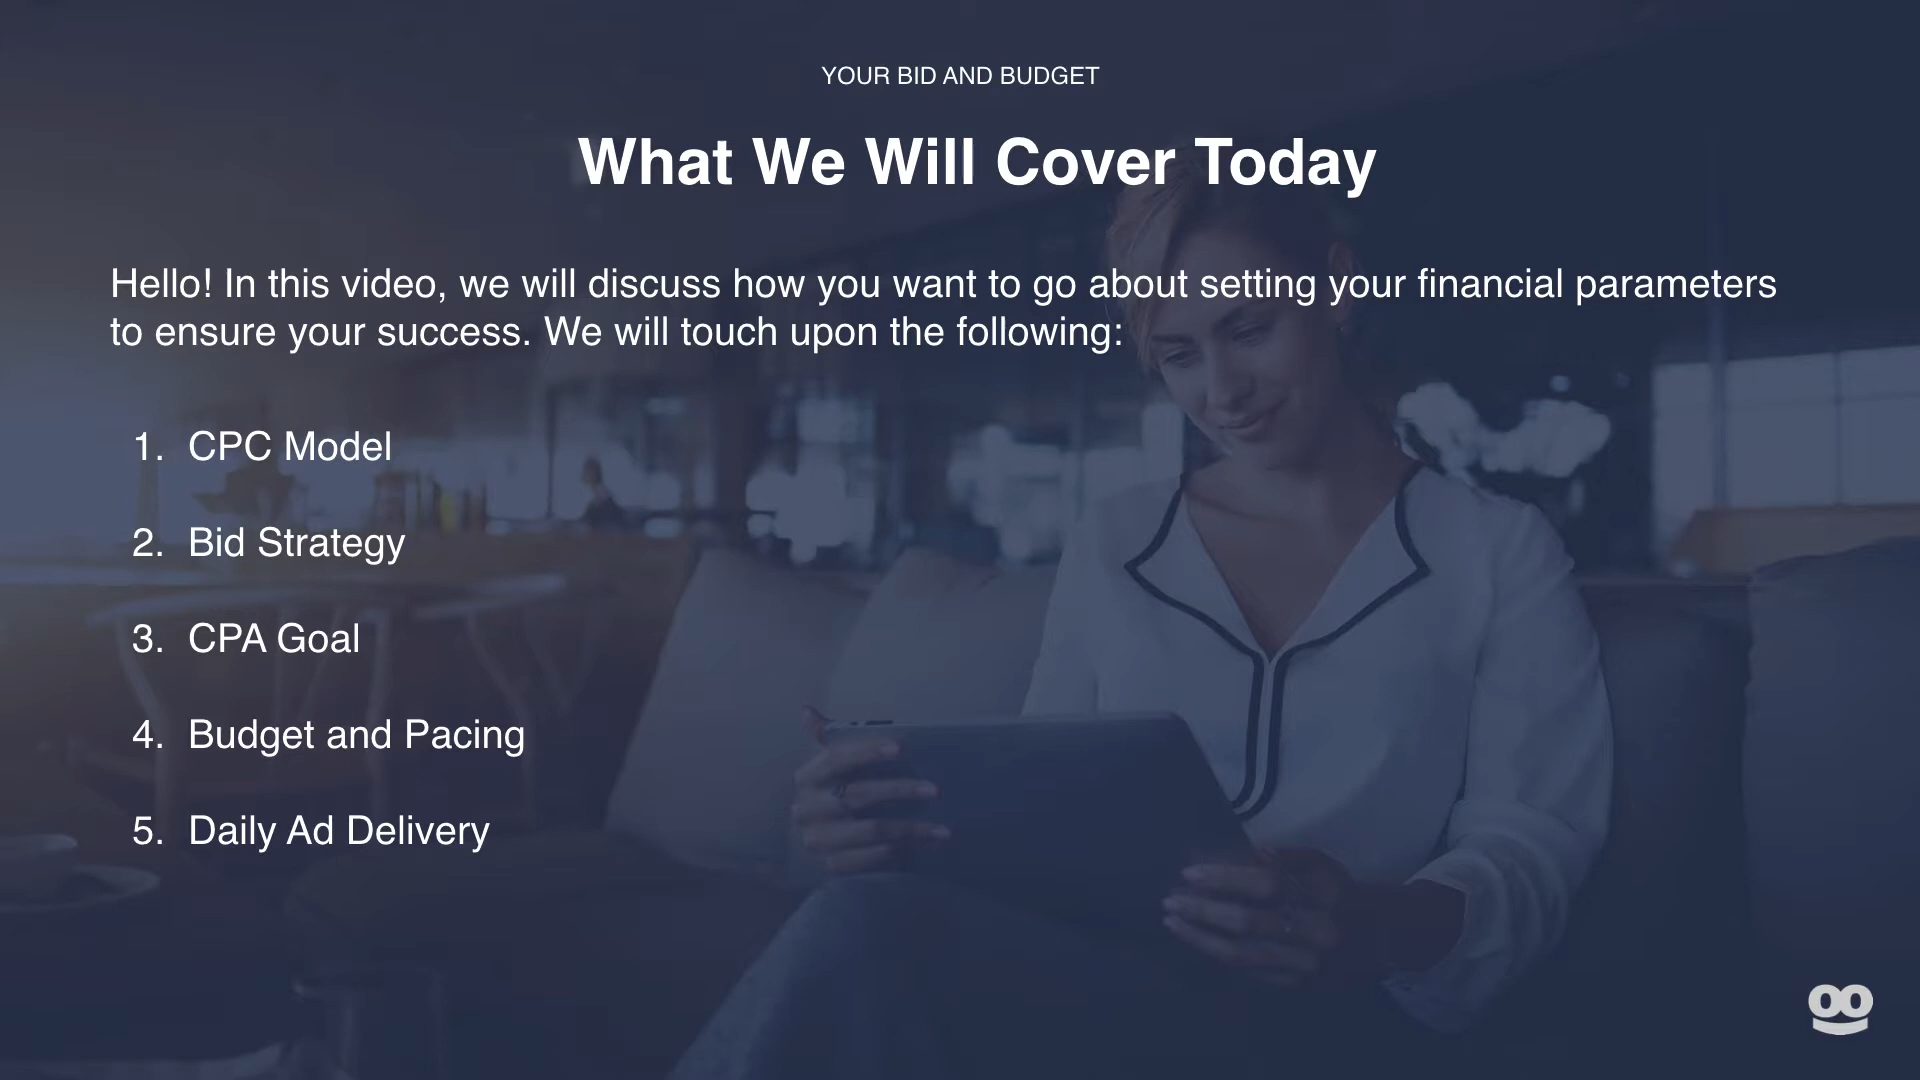 YOUR BID AND BUDGET
What We Will Cover Today
Hello! In this video, we will discuss how you want to go about setting your financial parameters
to ensure your success. We will touch upon the following:
1. CPC Model
2. Bid Strategy
3. CPA Goal
4. Budget and Pacing
5. Daily Ad Delivery